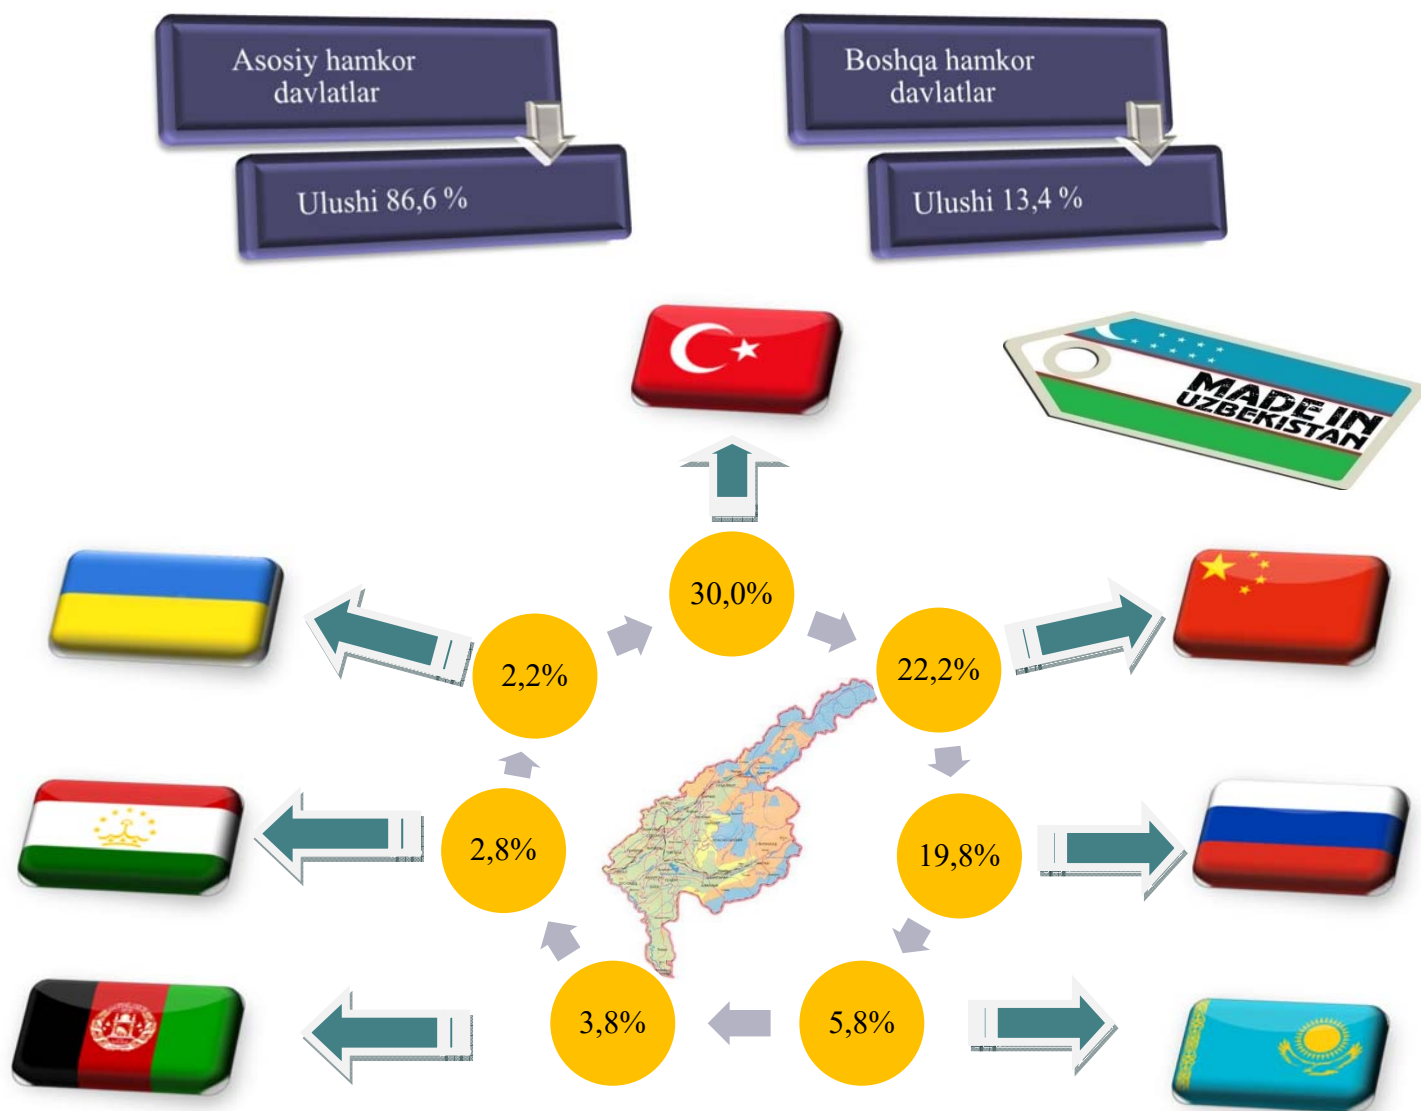 Asosiy hamkor
davlatlar
Ulushi 86,6 %
Boshqa hamkor
davlatlar
Ulushi 13,4 %
MADE IN
UZBEKISTAN
30,0%
22,2%
19,8%
5,8%
3,8%
2,8%
2,2%